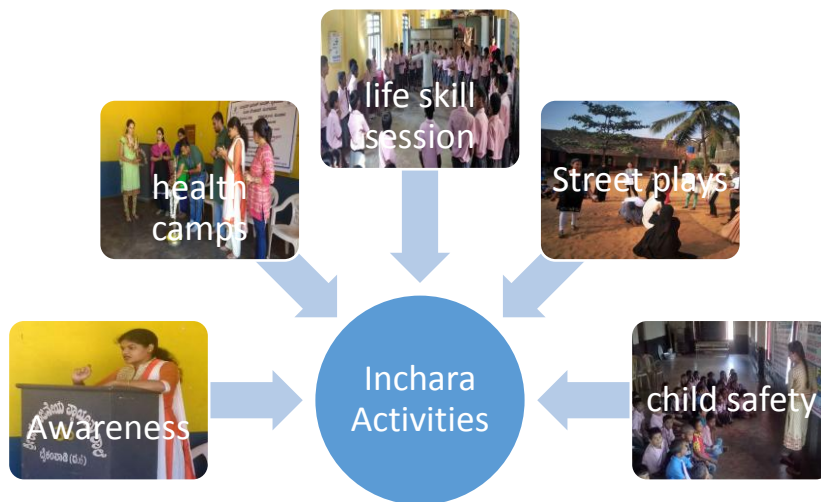 life skill
session
health
camps
Street plays
Awareness
child safety
Inchara
Activities